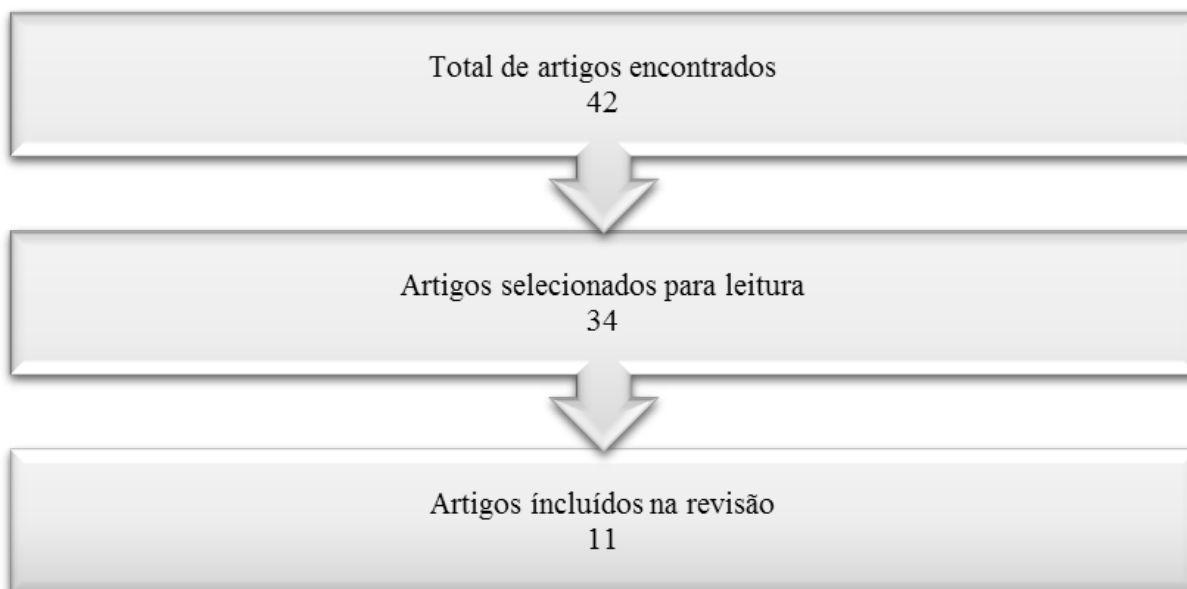 Total de artigos encontrados
42
Artigos selecionados para leitura
34
Artigos íncluídos na revisão
11